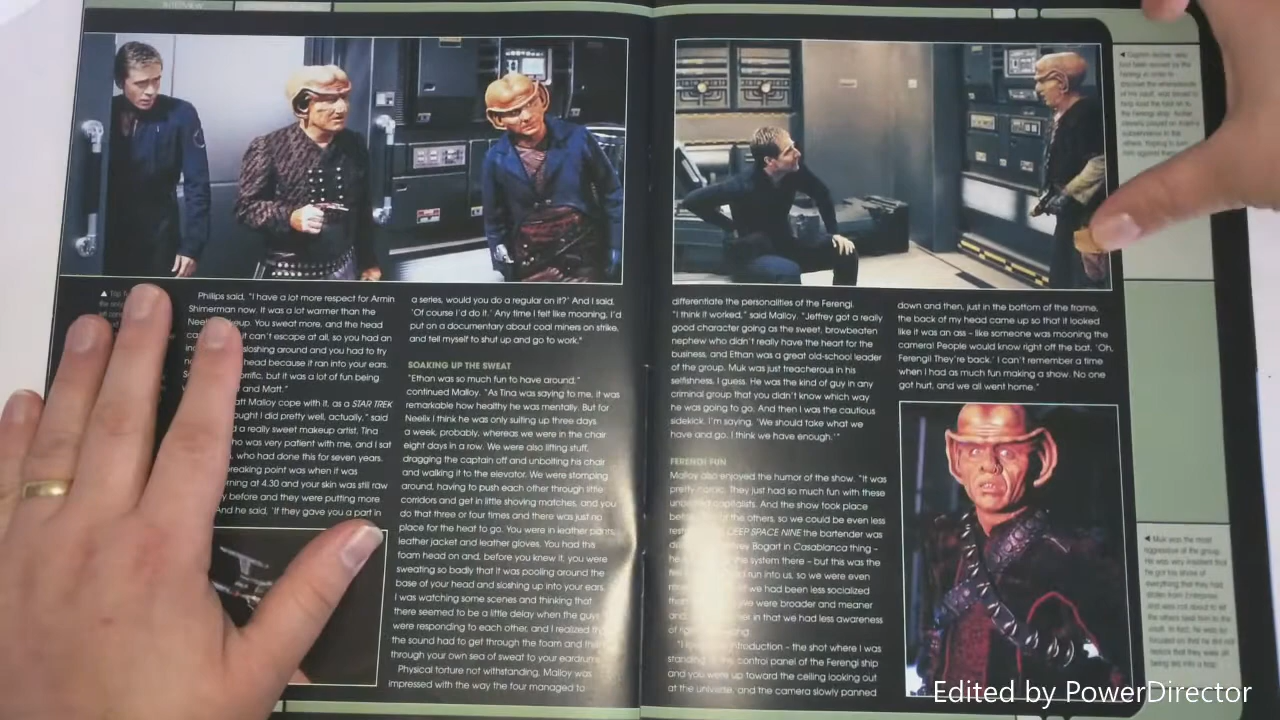 INTERVIEW
Phillips said, "I have a lot more respect for Armin
Shimerman now. It was a lot warmer than the
Neelix makeup. You sweat more, and the head
it can't escape at all, so you had an
sloshing around and you had to try
head because it ran into your ears.
but it was a lot of fun being
and Matt."
att Malloy cope with it, as a STAR TREK
ought I did pretty well, actually," said
d a really sweet makeup artist, Tina
ho was very patient with me, and I sat
, who had done this for seven years.
reaking point was when it was
rning at 4.30 and your skin was still raw
y before and they were putting more
And he said, 'If they gave you a part in
a series, would you do a regular on it?' And I said,
'Of course I'd do it.' Any time I felt like moaning, I'd
put on a documentary about coal miners on strike,
and tell myself to shut up and go to work."
SOAKING UP THE SWEAT
"Ethan was so much fun to have around,"
continued Malloy. "As Tina was saying to me, it was
remarkable how healthy he was mentally. But for
Neelix I think he was only suiting up three days
a week, probably, whereas we were in the chair
eight days in a row. We were also lifting stuff,
dragging the captain off and unbolting his chair
and walking it to the elevator. We were stomping
around, having to push each other through little
corridors and get in little shoving matches, and you
do that three or four times and there was just no
place for the heat to go. You were in leather pants,
leather jacket and leather gloves. You had this
foam head on and, before you knew it, you were
sweating so badly that it was pooling around the
base of your head and sloshing up into your ears.
I was watching some scenes and thinking that
there seemed to be a little delay when the guys
were responding to each other, and I realized
the sound had to get through the foam and
through your own sea of sweat to your eardrums
Physical torture not withstanding, Malloy was
impressed with the way the four managed to
differentiate the personalities of the Ferengi.
"I think it worked," said Malloy. "Jeffrey got a really
good character going as the sweet, browbeaten
nephew who didn't really have the heart for the
business, and Ethan was a great old-school leader
of the group. Muk was just treacherous in his
selfishness, I guess. He was the kind of guy in any
criminal group that you didn't know which way
he was going to go. And then I was the cautious
sidekick. I'm saying, 'We should take what we
have and go. I think we have enough.'"
FERENGI FUN
Malloy also enjoyed the humor of the show. "It was
pretty They just had so much fun with these
capitalists. And the show took place
the others, so we could be even less
DEEP SPACE NINE the bartender was
Bogart in Casablanca thing –
system there – but this was the
run into us, so we were even
we had been less socialized
we were broader and meaner
in that we had less awareness
of
introduction – the shot where I was
standing control panel of the Ferengi ship
and you were up toward the ceiling looking out
at the universe, and the camera slowly panned
down and then, just in the bottom of the frame,
the back of my head came up so that it looked
like it was an ass – like someone was mooning the
camera! People would know right off the bat, 'Oh,
Ferengi! They're back.' I can't remember a time
when I had as much fun making a show. No one
got hurt, and we all went home."
Muk was the most
aggressive of the group.
Edited by PowerDirector